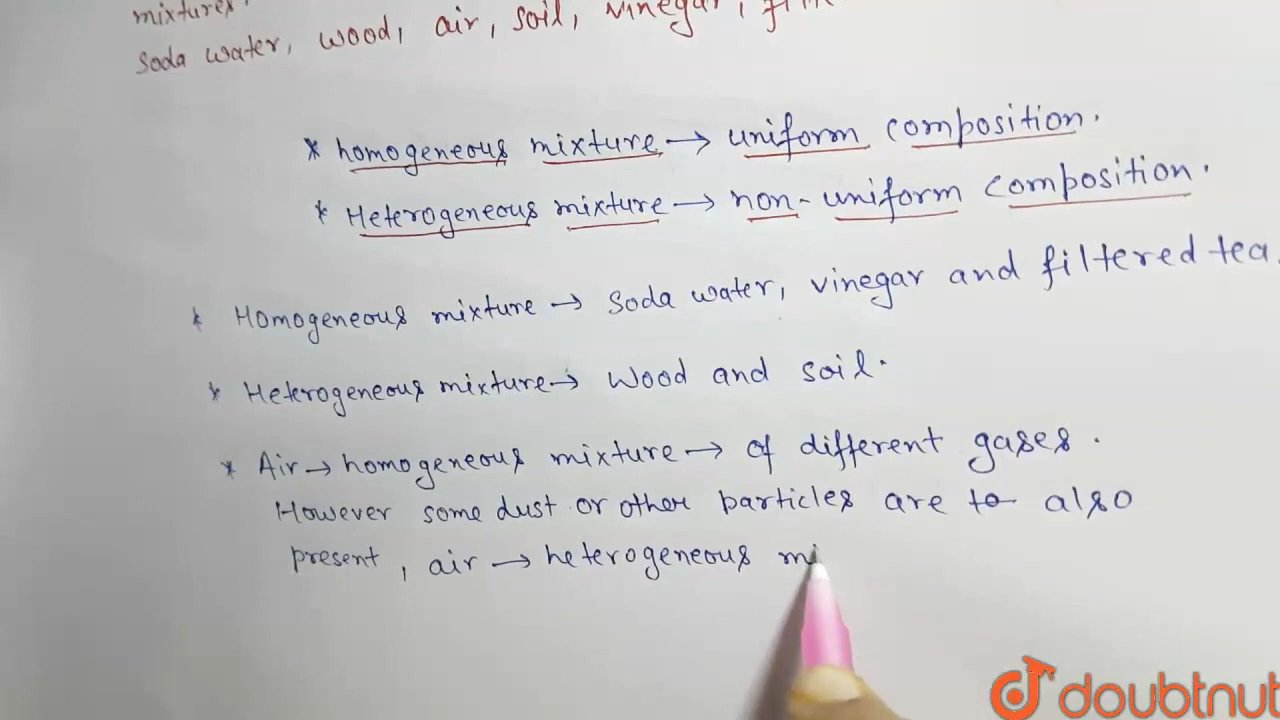 mixtures.
Soda water, wood, air, soil, vinegar,
* homogeneous mixture → uniform composition.
* Heterogeneous mixture → non-uniform composition.
* Homogeneous mixture → Soda water, vinegar and filtered tea.
* Heterogeneous mixture → Wood and soil.
* Air → homogeneous mixture → of different gases.
However some dust or other particles are to also
present, air → heterogeneous mi
doubtnut